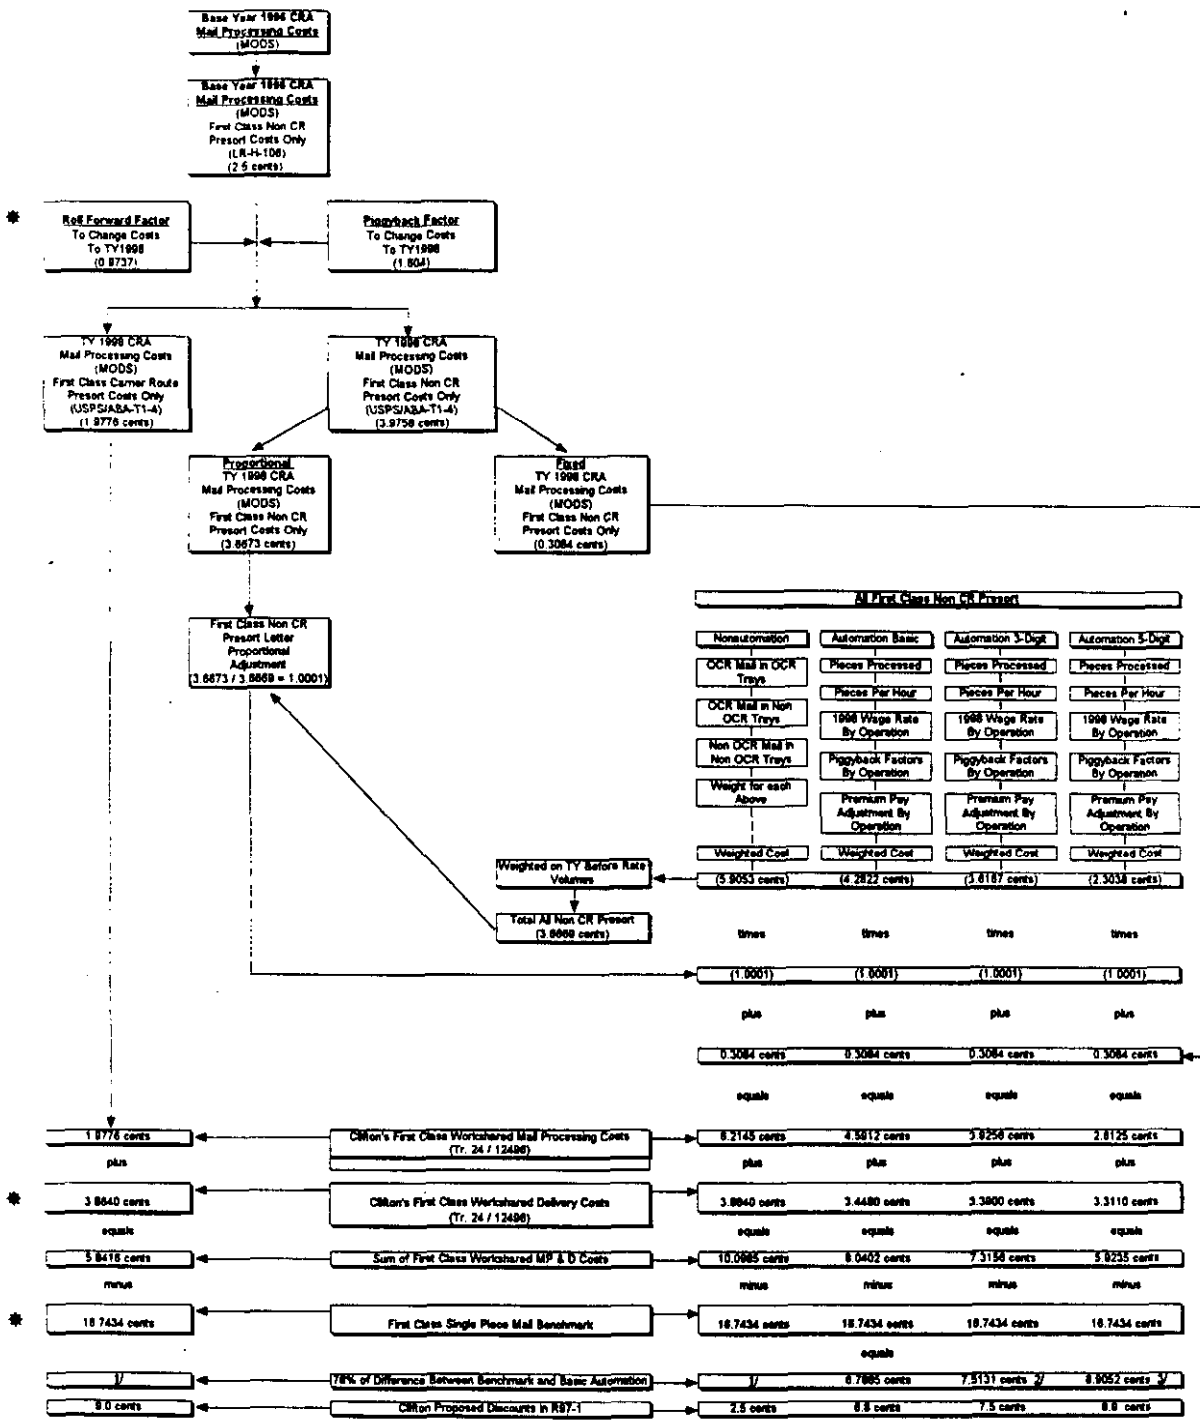 Base Year 1996 CRA
Mail Processing Costs
(MODS)
Base Year 1996 CRA
Mail Processing Costs
(MODS)
First Class Non CR
Presort Costs Only
(LR-H-106)
(2.5 cents)
*
Roll Forward Factor
To Change Costs
To TY1998
(0.9737)
Piggyback Factor
To Change Costs
To TY1998
(1.604)
TY 1998 CRA
Mail Processing Costs
(MODS)
First Class Carrier Route
Presort Costs Only
(USPS/ABA-T1-4)
(1.9776 cents)
TY 1998 CRA
Mail Processing Costs
(MODS)
First Class Non CR
Presort Costs Only
(USPS/ABA-T1-4)
(3.9758 cents)
Proportional
TY 1998 CRA
Mail Processing Costs
(MODS)
First Class Non CR
Presort Costs Only
(3.6673 cents)
Fixed
TY 1998 CRA
Mail Processing Costs
(MODS)
First Class Non CR
Presort Costs Only
(0.3084 cents)
First Class Non CR
Presort Letter
Proportional
Adjustment
(3.6673 / 3.6669 = 1.0001)
All First Class Non CR Presort
Nonautomation Automation Basic Automation 3-Digit Automation 5-Digit
OCR Mail in OCR Trays
OCR Mail in Non OCR Trays
Non OCR Mail in Non OCR Trays
Weight for each Above
Weighted Cost
(5.9053 cents)
Pieces Processed
Pieces Per Hour
1998 Wage Rate By Operation
Piggyback Factors By Operation
Premium Pay Adjustment By Operation
Weighted Cost
(4.2822 cents)
Pieces Processed
Pieces Per Hour
1998 Wage Rate By Operation
Piggyback Factors By Operation
Premium Pay Adjustment By Operation
Weighted Cost
(3.6167 cents)
Pieces Processed
Pieces Per Hour
1998 Wage Rate By Operation
Piggyback Factors By Operation
Premium Pay Adjustment By Operation
Weighted Cost
(2.3038 cents)
Weighted on TY Before Rate
Volumes
Total All Non CR Presort
(3.6669 cents)
times times times times
(1.0001) (1.0001) (1.0001) (1.0001)
plus plus plus plus
0.3084 cents 0.3084 cents 0.3084 cents 0.3084 cents
equals equals equals equals
1.9776 cents Clifton's First Class Workshared Mail Processing Costs 6.2145 cents 4.5912 cents 3.9256 cents 2.6125 cents
(Tr. 24 / 12496)
plus plus plus plus plus
* 3.8640 cents Clifton's First Class Workshared Delivery Costs 3.8840 cents 3.4490 cents 3.3900 cents 3.3110 cents
(Tr. 24 / 12496)
equals equals equals equals equals
5.8416 cents Sum of First Class Workshared MP & D Costs 10.0985 cents 8.0402 cents 7.3156 cents 5.9235 cents
minus minus minus minus minus
* 16.7434 cents First Class Single Piece Mail Benchmark 16.7434 cents 16.7434 cents 16.7434 cents 16.7434 cents
equals
1/ 78% of Difference Between Benchmark and Basic Automation 1/ 6.7885 cents 7.5131 cents 2/ 8.9052 cents 3/
9.0 cents Clifton Proposed Discounts in R97-1 2.5 cents 6.8 cents 7.5 cents 8.9 cents